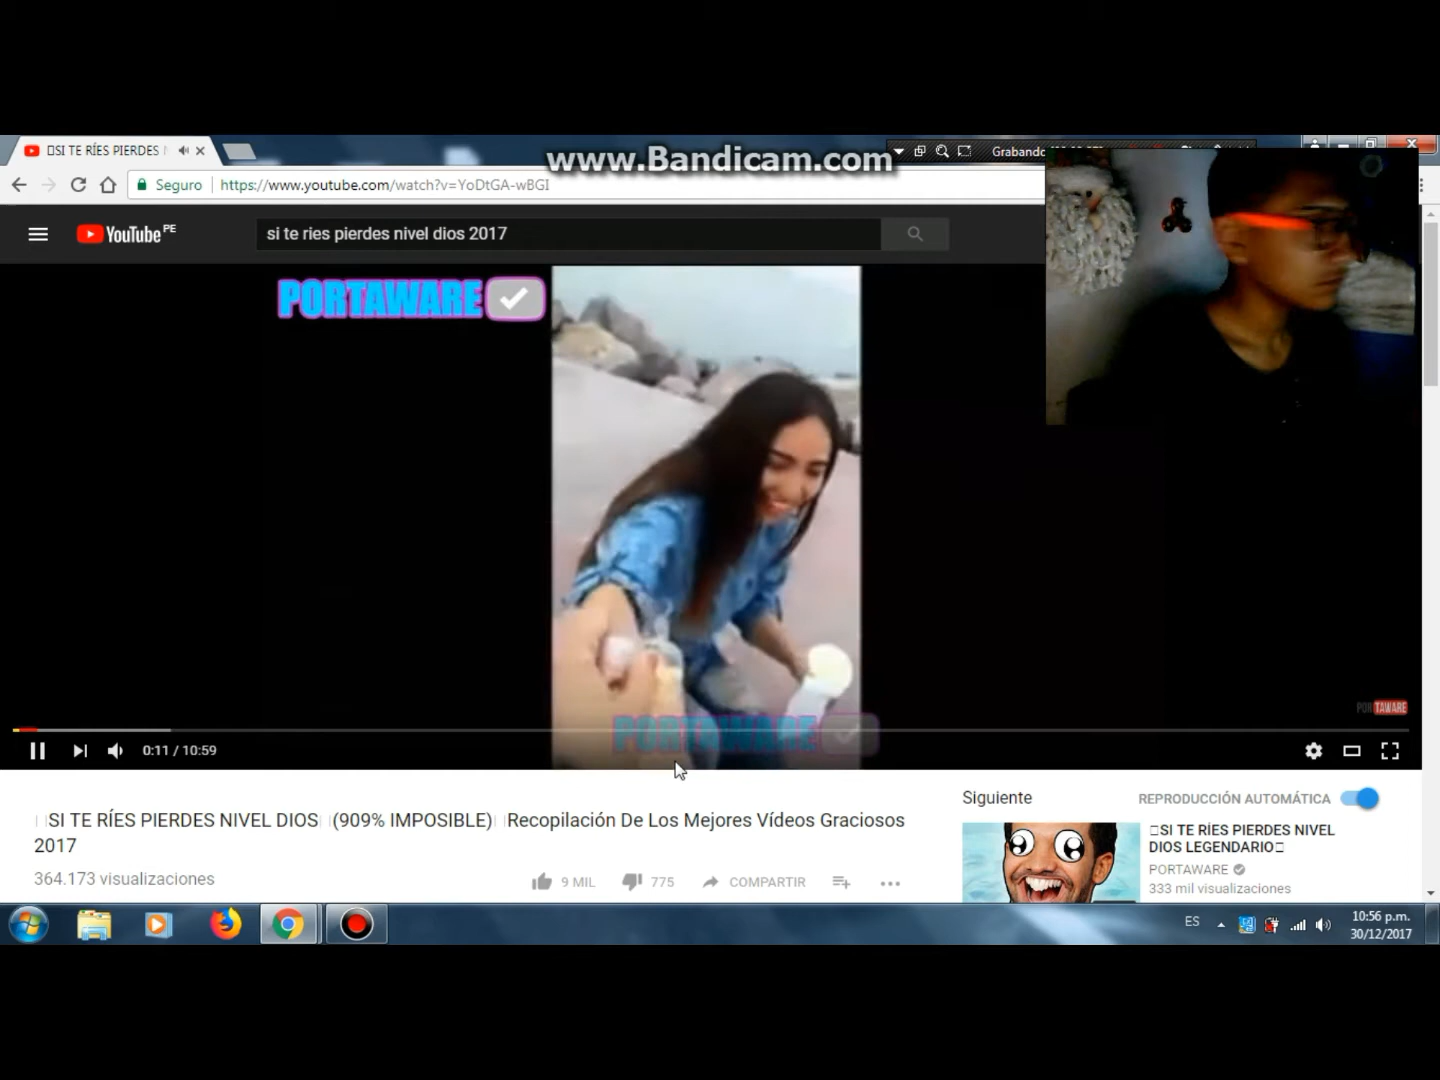 SI TE RÍES PIERDES
www.Bandicam.com
Grabando
Seguro
https://www.youtube.com/watch?v=YoDtGA-wBGI
YouTube PE
si te ries pierdes nivel dios 2017
PORTAWARE
PORTAWARE
PORTAWARE
0:11 / 10:59
SI TE RÍES PIERDES NIVEL DIOS (909% IMPOSIBLE) Recopilación De Los Mejores Vídeos Graciosos
2017
364.173 visualizaciones
9 MIL
775
COMPARTIR
Siguiente
REPRODUCCIÓN AUTOMÁTICA
SI TE RÍES PIERDES NIVEL
DIOS LEGENDARIO
PORTAWARE
333 mil visualizaciones
ES
10:56 p.m.
30/12/2017